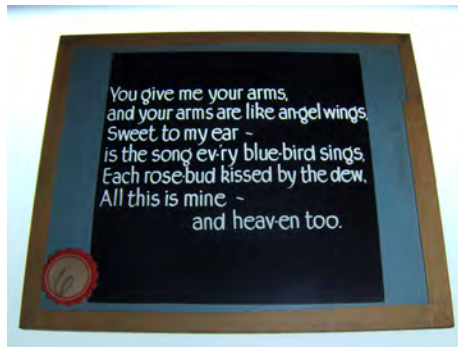 You give me your arms,
and your arms are like an-gel wings,
Sweet to my ear ~
is the song ev-'ry blue-bird sings,
Each rose-bud kissed by the dew,
All this is mine ~
and heav-en too.
6